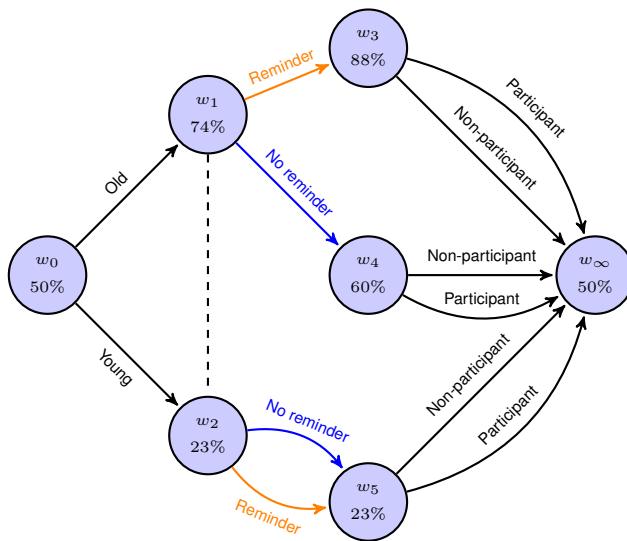 w₃
88%
Reminder
Participant
w₁
74%
Non-participant
No reminder
Old
w₀
50%
w₄
60%
Non-participant
Participant
w∞
50%
Young
Non-participant
Participant
w₂
23%
No reminder
Reminder
w₅
23%